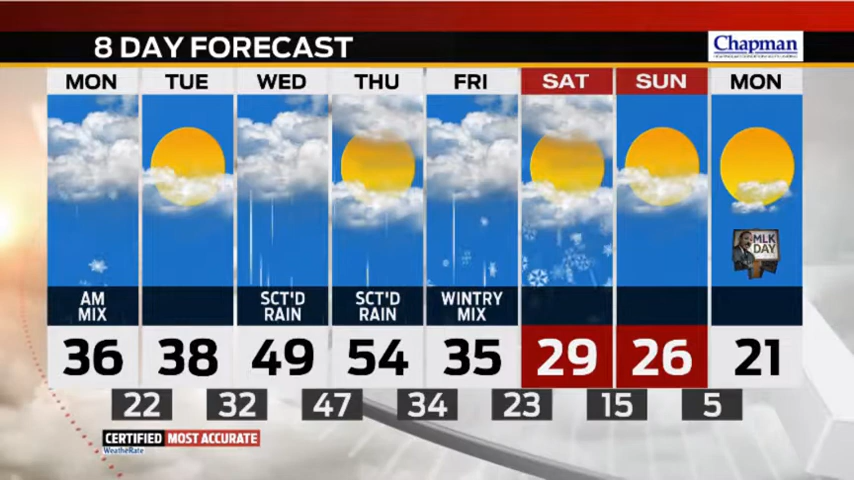 8 DAY FORECAST
Chapman
MON TUE WED THU FRI SAT SUN MON
MLK
DAY
AM
MIX
SCT'D
RAIN
SCT'D
RAIN
WINTRY
MIX
36 38 49 54 35 29 26 21
22 32 47 34 23 15 5
CERTIFIED MOST ACCURATE
WeatheRate